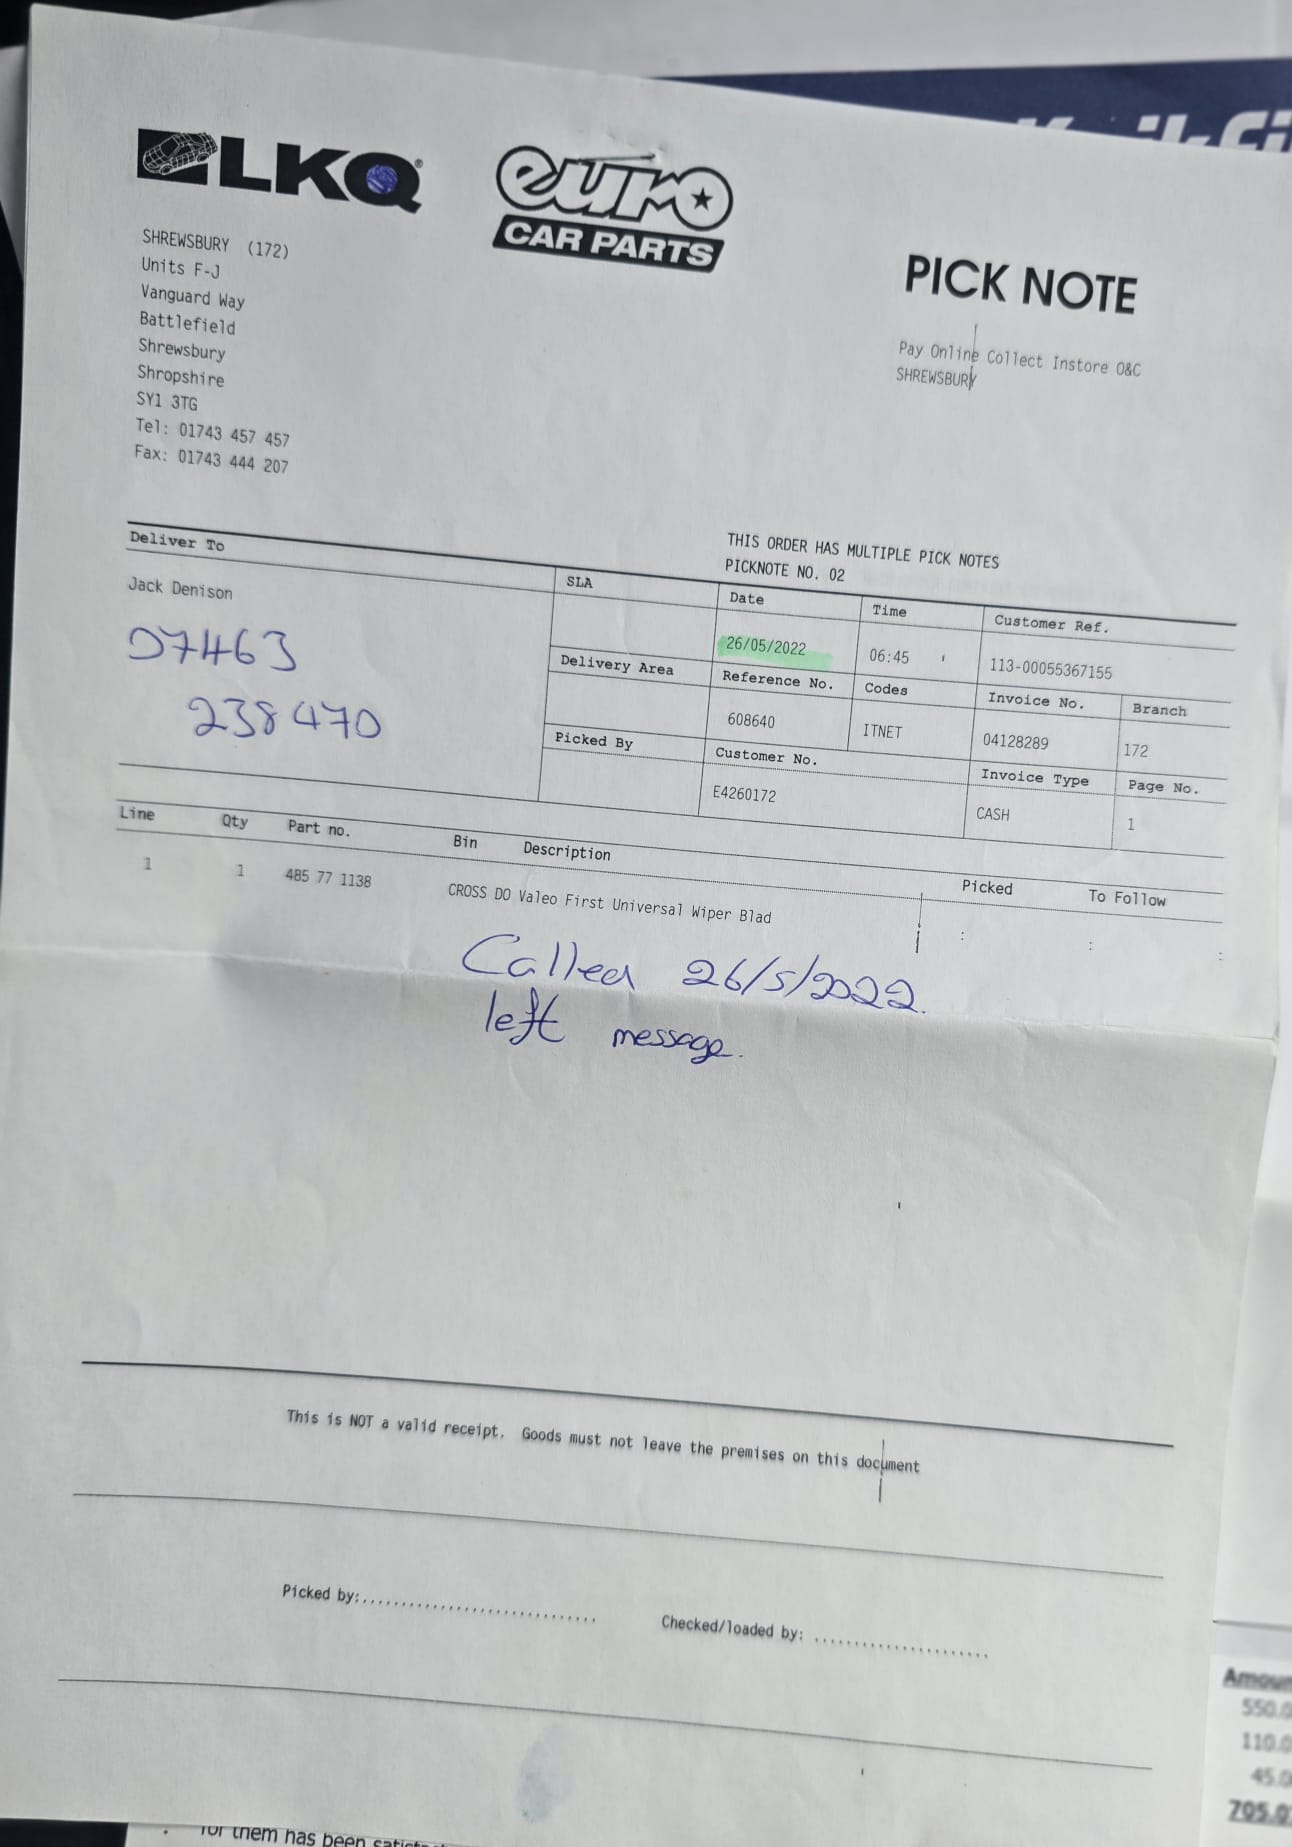 LKQ
euro
CAR PARTS
SHREWSBURY (172)
Units F-J
Vanguard Way
Battlefield
Shrewsbury
Shropshire
SY1 3TG
Tel: 01743 457 457
Fax: 01743 444 207
PICK NOTE
Pay Online Collect Instore O&C
SHREWSBURY
THIS ORDER HAS MULTIPLE PICK NOTES
PICKNOTE NO. 02
Deliver To
Jack Denison
07463
238470
SLA Date Time Customer Ref.
26/05/2022 06:45 113-00055367155
Delivery Area Reference No. Codes Invoice No. Branch
608640 ITNET 04128289 172
Picked By Customer No. Invoice Type Page No.
E4260172 CASH 1
Line Qty Part no. Bin Description Picked To Follow
1 1 485 77 1138 CROSS DO Valeo First Universal Wiper Blad : : :
Called 26/5/2022.
left message.
This is NOT a valid receipt. Goods must not leave the premises on this document
Picked by:............................... Checked/loaded by: .......................
Amoun
550.0
110.0
45.0
705.0
for them has been